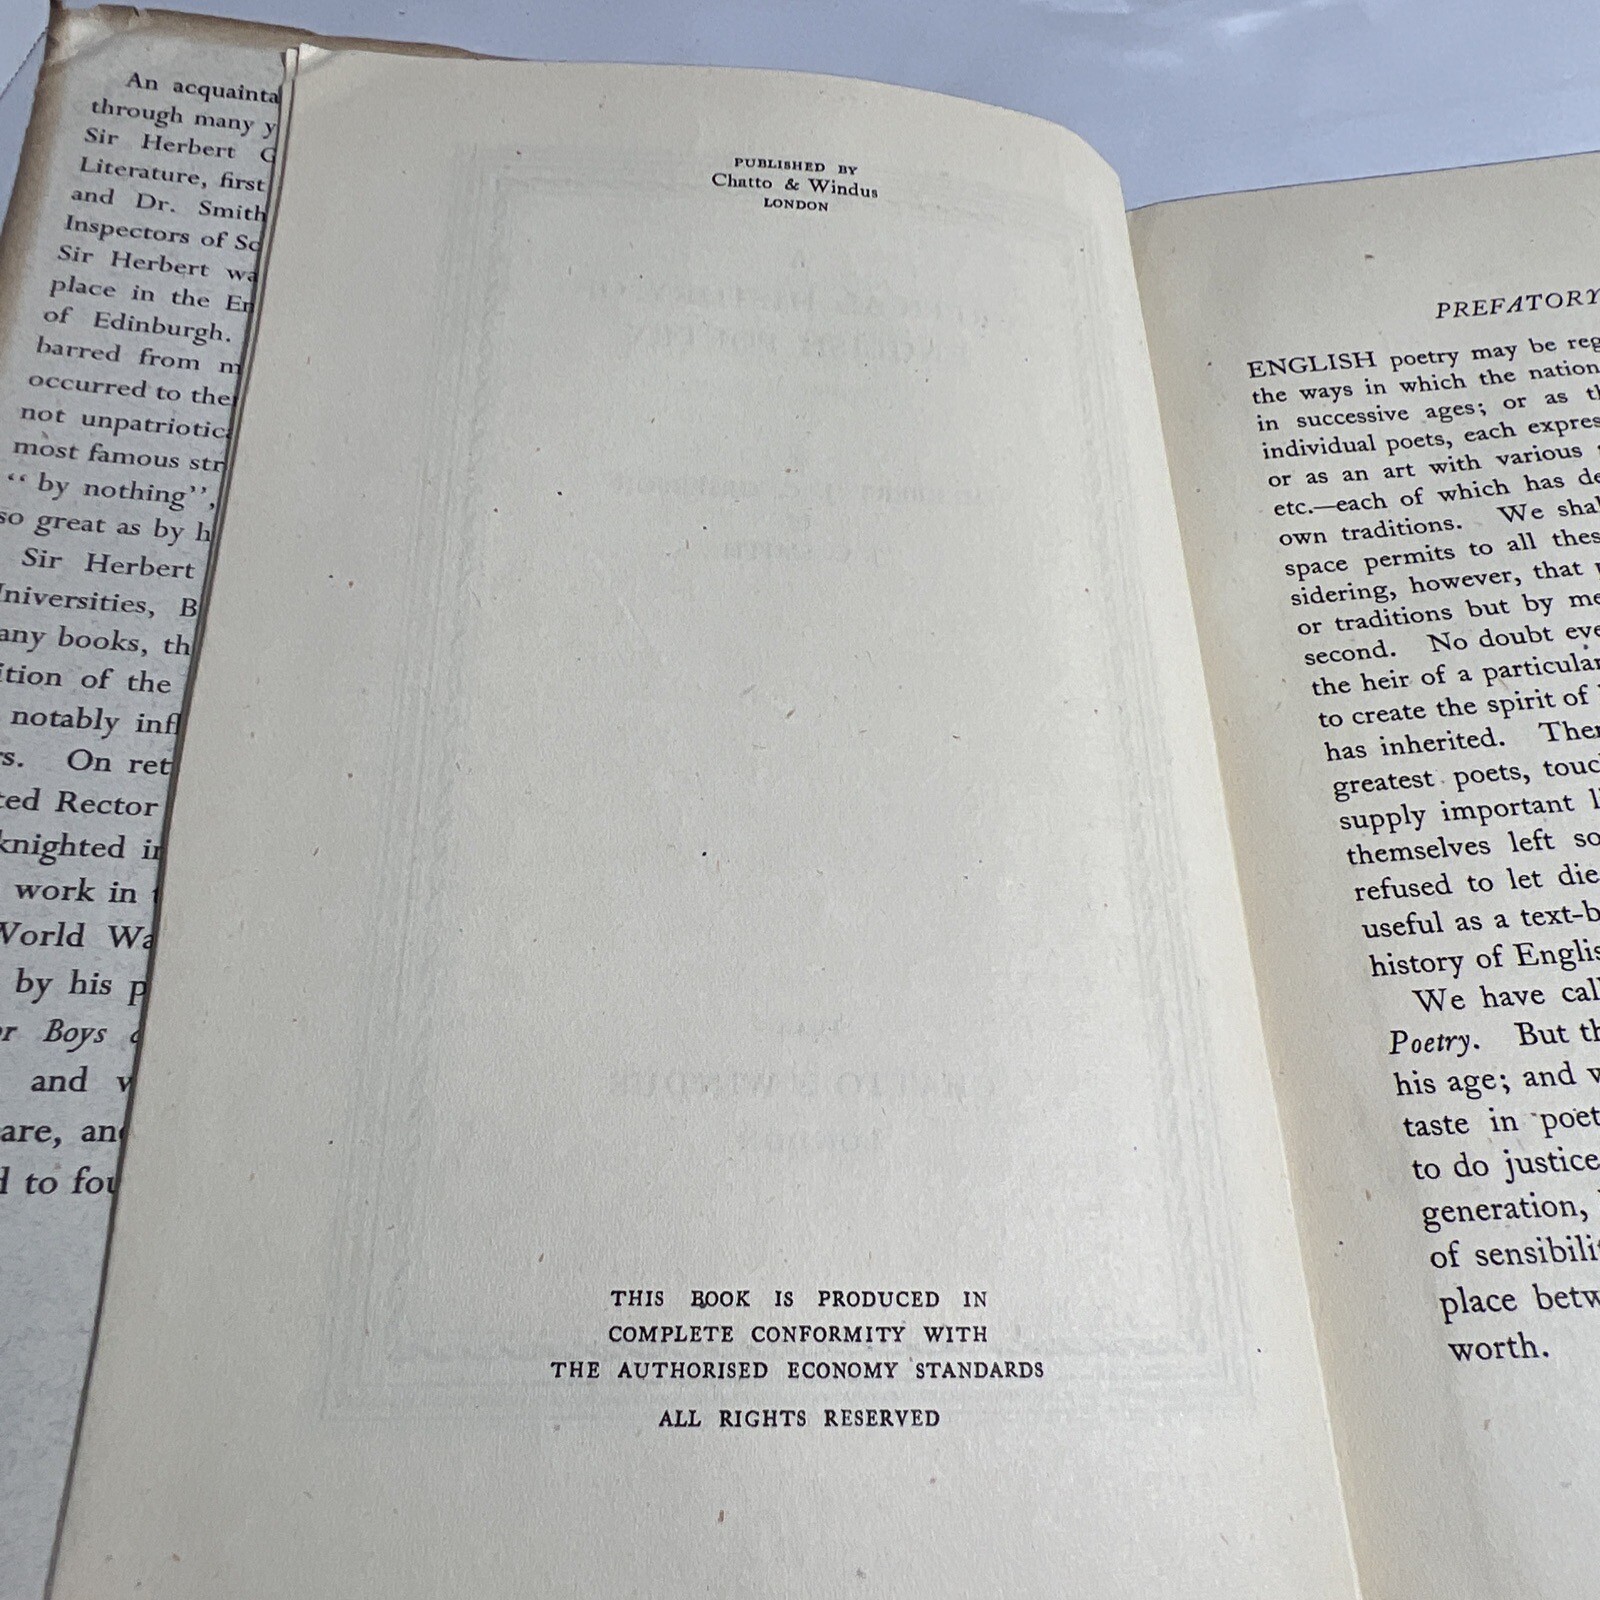 An acquainta
through many y
Sir Herbert G
Literature, first
and Dr. Smith
Inspectors of Sc
Sir Herbert wa
place in the En
of Edinburgh.
barred from m
occurred to the
not unpatriotica
most famous str
“by nothing”,
so great as by h
Sir Herbert
Universities, B
any books, th
ition of the
notably infl
rs. On ret
ted Rector
knighted in
work in t
World Wa
by his p
or Boys a
and w
are, and
d to fou
PUBLISHED BY
Chatto & Windus
LONDON
THIS BOOK IS PRODUCED IN
COMPLETE CONFORMITY WITH
THE AUTHORISED ECONOMY STANDARDS
ALL RIGHTS RESERVED
PREFATORY
ENGLISH poetry may be reg
the ways in which the nation
in successive ages; or as th
individual poets, each expres
or as an art with various
etc.—each of which has de
own traditions. We shal
space permits to all thes
sidering, however, that
or traditions but by me
second. No doubt eve
the heir of a particular
to create the spirit of
has inherited. Ther
greatest poets, touc
supply important l
themselves left so
refused to let die
useful as a text-b
history of Englis
We have call
Poetry. But th
his age; and w
taste in poet
to do justice
generation,
of sensibilit
place betw
worth.